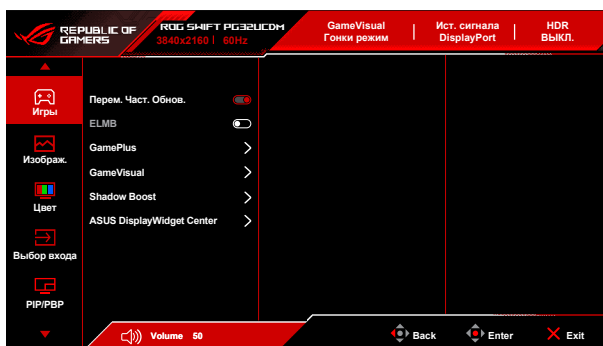 REPUBLIC OF
GAMERS
ROG SWIFT PG32UCDM
3840x2160 | 60Hz
GameVisual
Гонки режим
Ист. сигнала
DisplayPort
HDR
ВЫКЛ.
Игры
Изображ.
Цвет
Выбор входа
PIP/PBP
Перем. Част. Обнов.
ELMB
GamePlus
GameVisual
Shadow Boost
ASUS DisplayWidget Center
Volume 50
Back
Enter
Exit